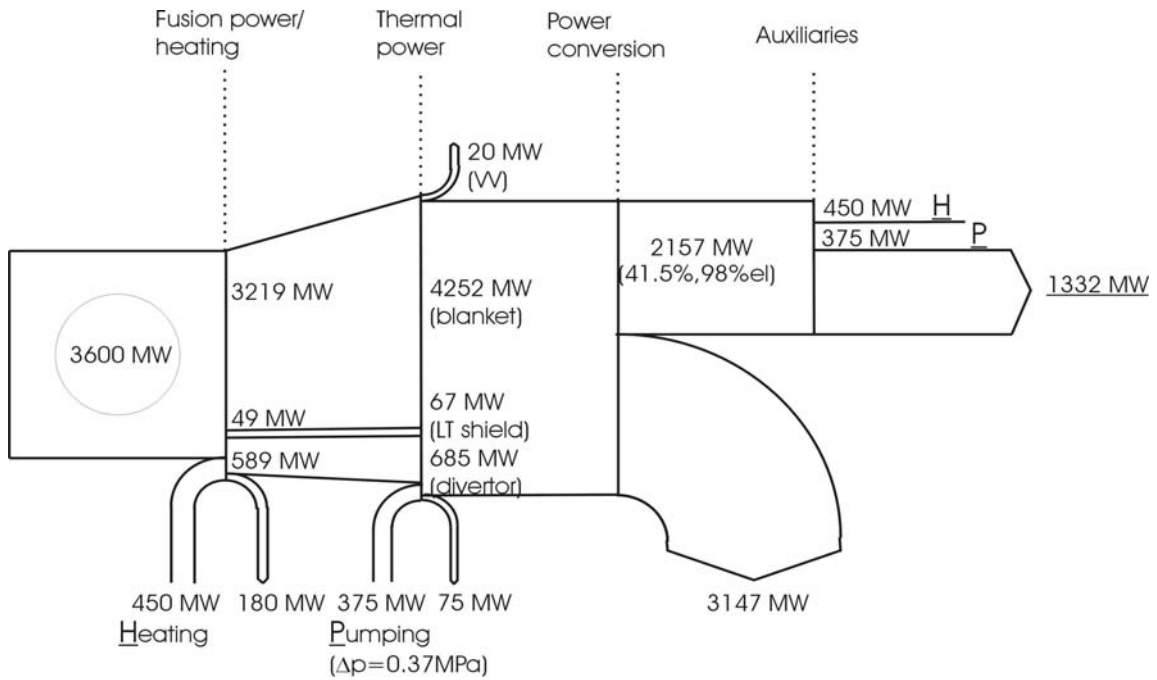 Fusion power/
heating
Thermal
power
Power
conversion
Auxiliaries
20 MW
(VV)
450 MW H
375 MW P
2157 MW
(41.5%,98%el)
1332 MW
3219 MW
4252 MW
(blanket)
3600 MW
49 MW
67 MW
(LT shield)
589 MW
685 MW
(divertor)
450 MW
Heating
180 MW
375 MW
Pumping
(Δp=0.37MPa)
75 MW
3147 MW